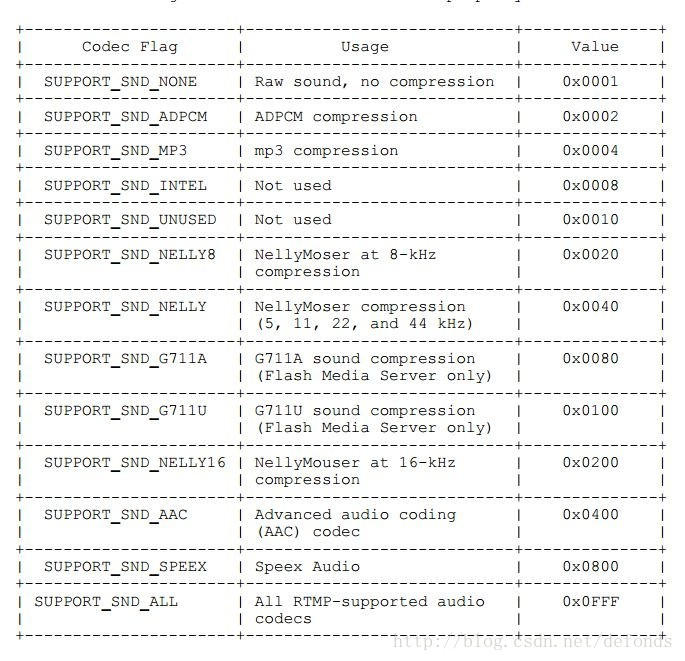 Codec Flag | Usage | Value
SUPPORT_SND_NONE | Raw sound, no compression | 0x0001
SUPPORT_SND_ADPCM | ADPCM compression | 0x0002
SUPPORT_SND_MP3 | mp3 compression | 0x0004
SUPPORT_SND_INTEL | Not used | 0x0008
SUPPORT_SND_UNUSED | Not used | 0x0010
SUPPORT_SND_NELLY8 | NellyMoser at 8-kHz | 0x0020
compression
SUPPORT_SND_NELLY | NellyMoser compression | 0x0040
(5, 11, 22, and 44 kHz)
SUPPORT_SND_G711A | G711A sound compression | 0x0080
(Flash Media Server only)
SUPPORT_SND_G711U | G711U sound compression | 0x0100
(Flash Media Server only)
SUPPORT_SND_NELLY16 | NellyMouser at 16-kHz | 0x0200
compression
SUPPORT_SND_AAC | Advanced audio coding | 0x0400
(AAC) codec
SUPPORT_SND_SPEEX | Speex Audio | 0x0800
SUPPORT_SND_ALL | All RTMP-supported audio | 0x0FFF
codecs
http://blog.csdn.net/defonds